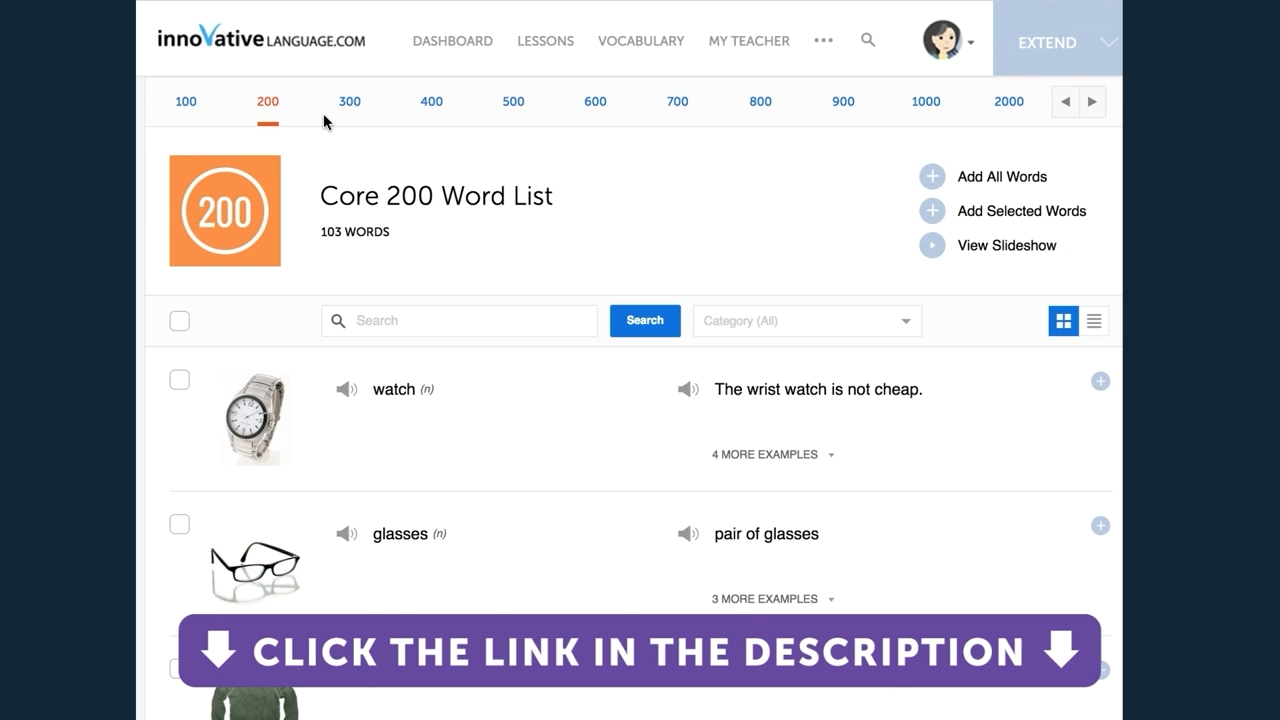 innoVative LANGUAGE.COM DASHBOARD LESSONS VOCABULARY MY TEACHER ••• EXTEND
100 200 300 400 500 600 700 800 900 1000 2000
200
Core 200 Word List
103 WORDS
Add All Words
Add Selected Words
View Slideshow
Search Search Category (All)
watch (n) The wrist watch is not cheap.
4 MORE EXAMPLES
glasses (n) pair of glasses
3 MORE EXAMPLES
CLICK THE LINK IN THE DESCRIPTION